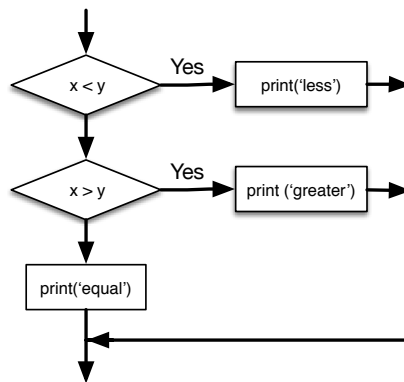 x < y
Yes
print(‘less’)
x > y
Yes
print (‘greater’)
print(‘equal’)